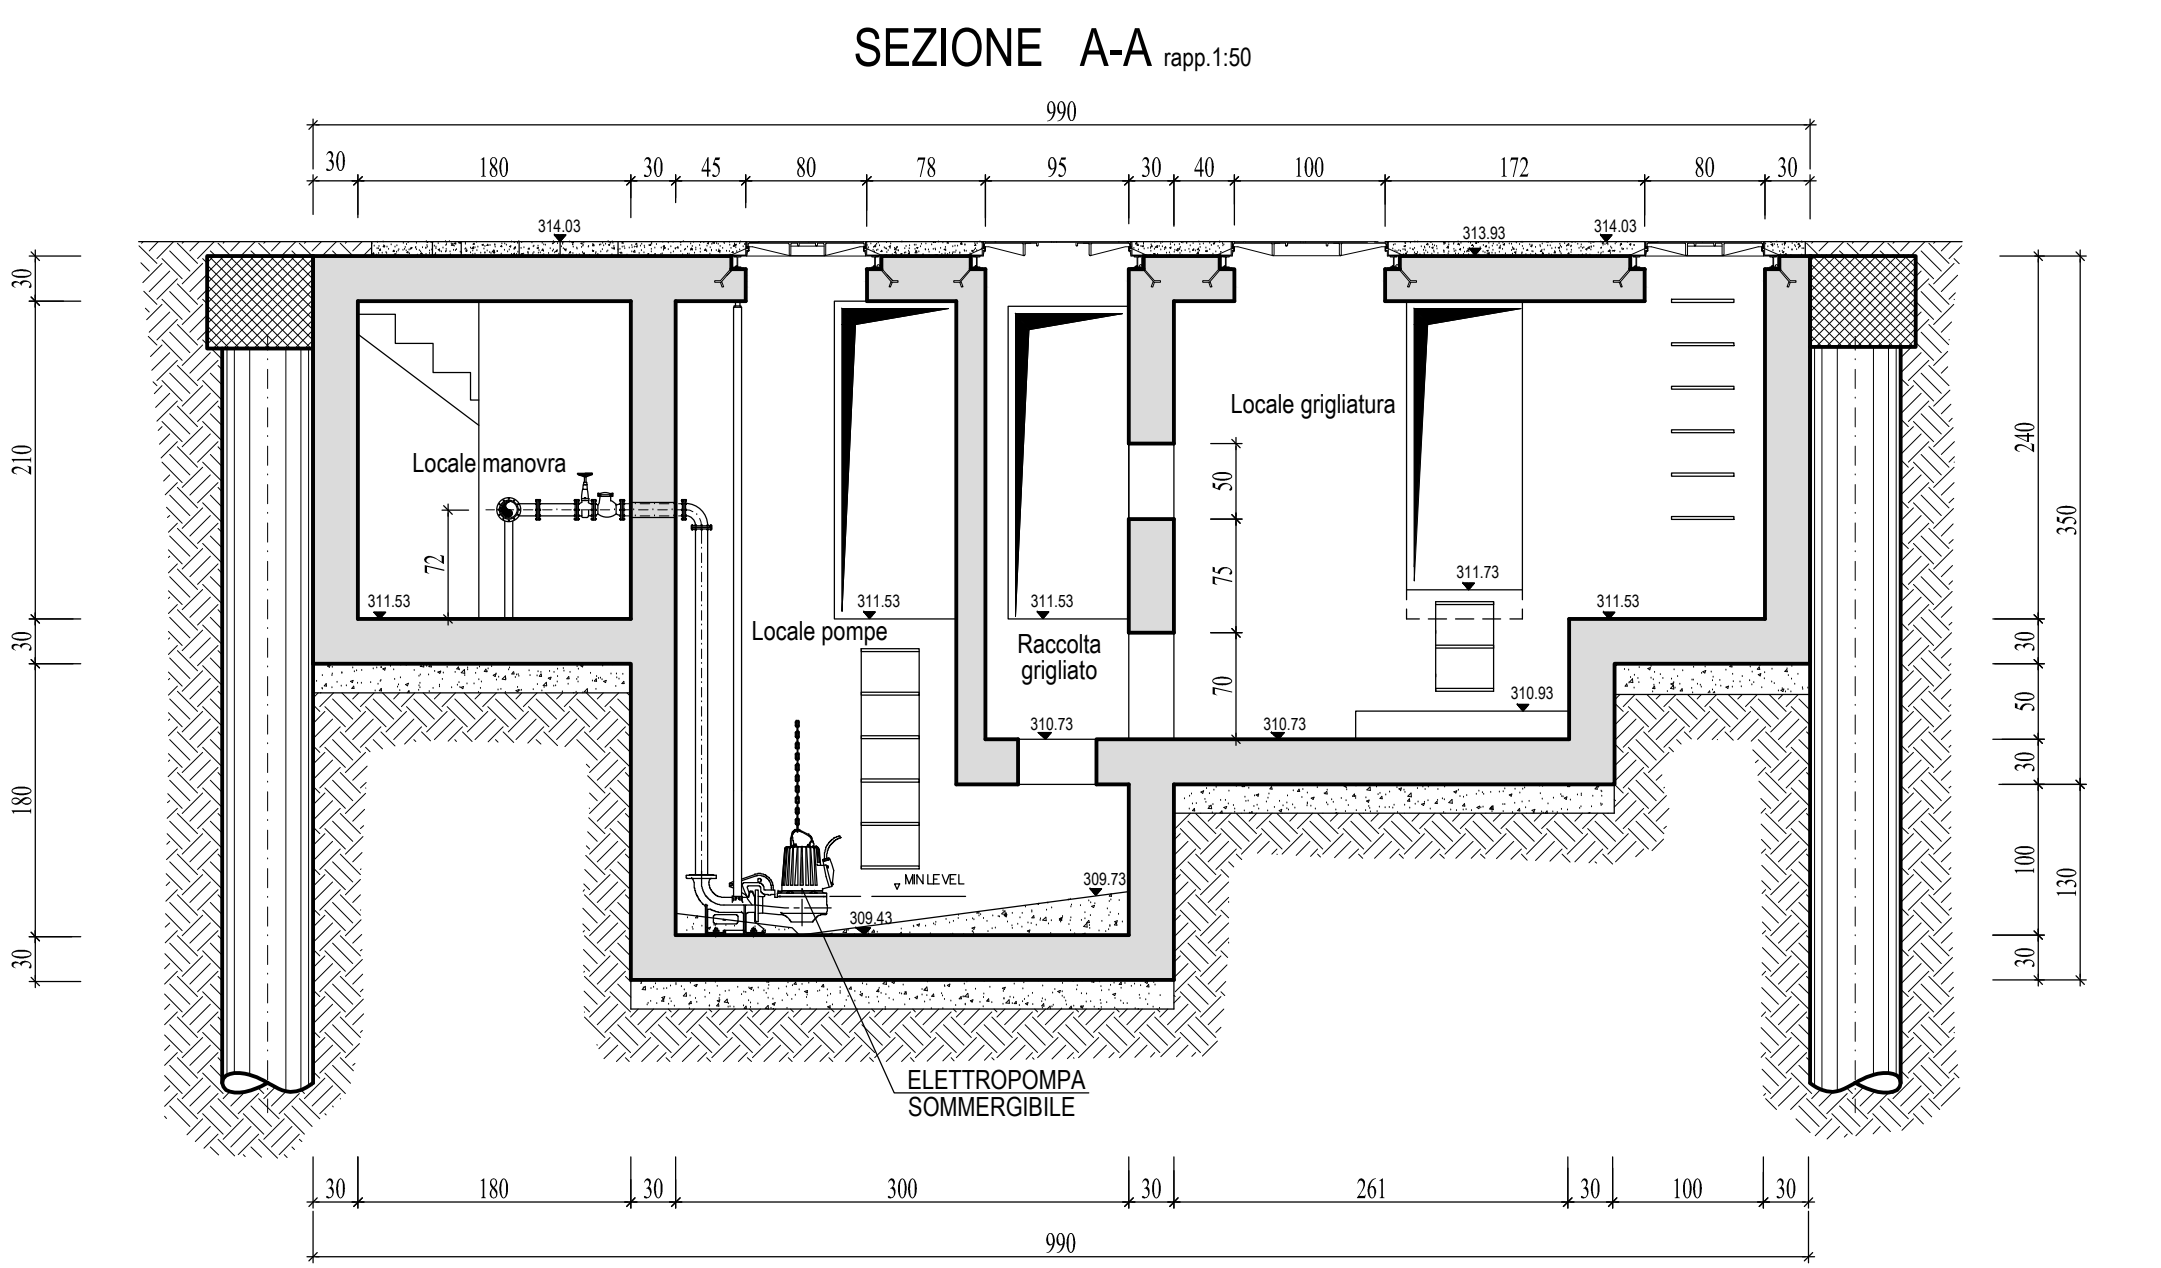 SEZIONE A-A rapp.1:50
990
30 180 30 45 80 78 95 30 40 100 172 80 30
314.03 313.93 314.03
30
210
30
180
30
Locale manovra
72
311.53
Locale pompe
311.53
311.53
Raccolta
grigliato
310.73
Locale grigliatura
50
75
70
311.73
311.53
310.93
310.73
MIN LEVEL
309.73
309.43
ELETTROPOMPA
SOMMERGIBILE
240
30
50
30
100
30
350
130
30 180 30 300 30 261 30 100 30
990